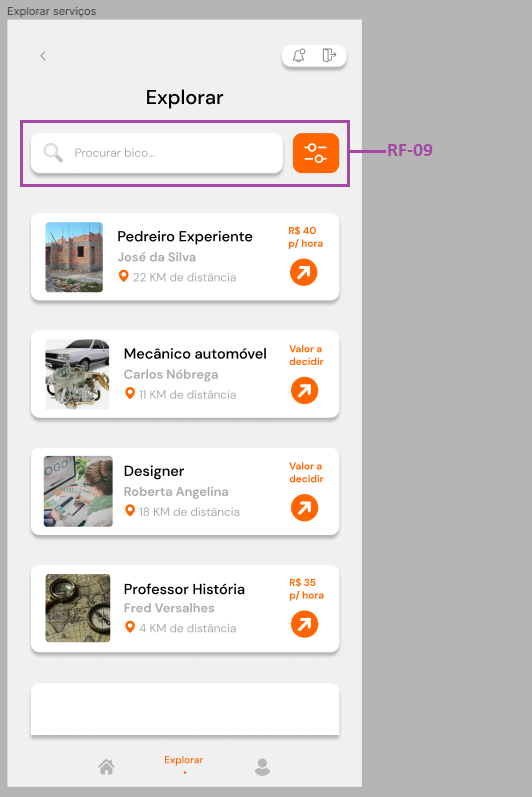 Explorar serviços
Explorar
Procurar bico...
RF-09
Pedreiro Experiente
José da Silva
22 KM de distância
R$ 40
p/ hora
Mecânico automóvel
Carlos Nóbrega
11 KM de distância
Valor a
decidir
OGO
Designer
Roberta Angelina
18 KM de distância
Valor a
decidir
Professor História
Fred Versalhes
4 KM de distância
R$ 35
p/ hora
Explorar